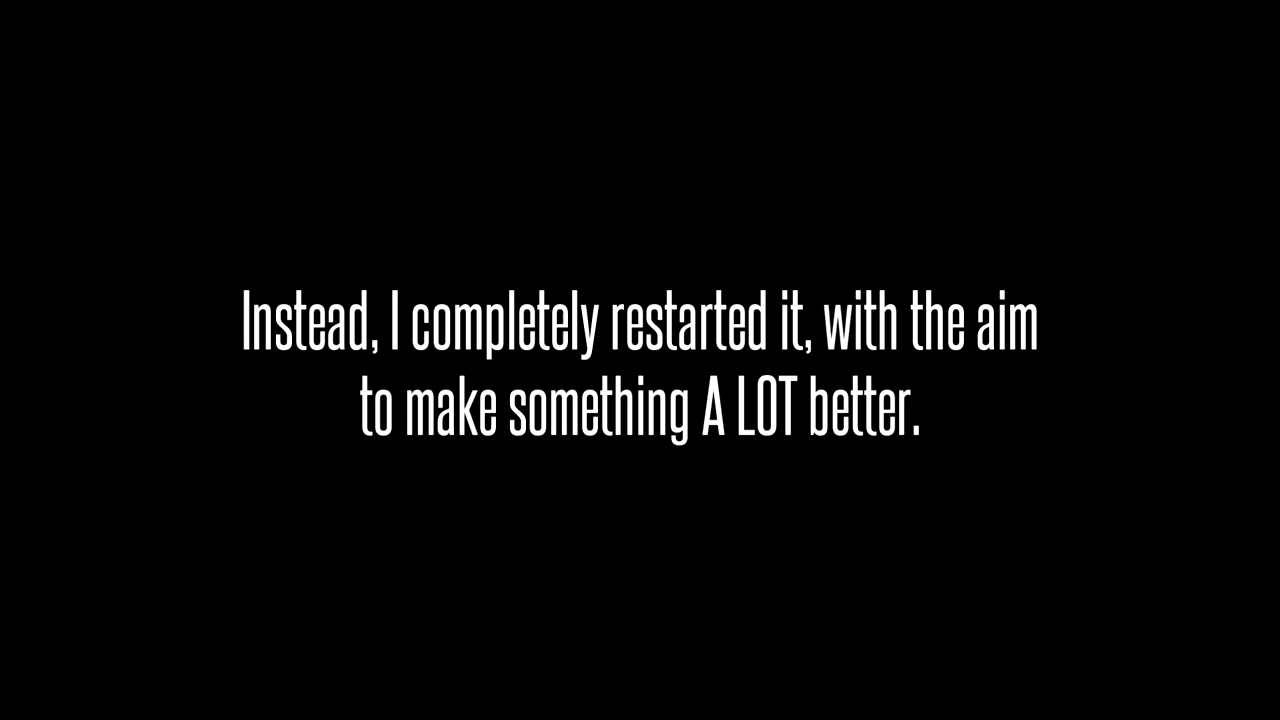 Instead, I completely restarted it, with the aim
to make something A LOT better.